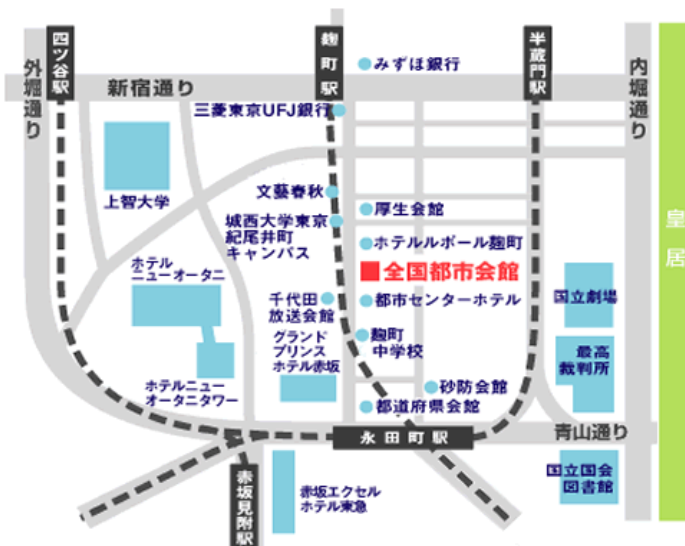 四ツ谷駅
麹町駅
半蔵門駅
外堀通り
新宿通り
内堀通り
みずほ銀行
三菱東京UFJ銀行
上智大学
文藝春秋
厚生会館
城西大学東京
紀尾井町
キャンパス
ホテルルポール麹町
皇居
全国都市会館
ホテル
ニューオータニ
千代田
放送会館
都市センターホテル
国立劇場
グランド
プリンス
ホテル赤坂
麹町
中学校
最高
裁判所
ホテルニュー
オータニタワー
砂防会館
都道府県会館
永田町駅
青山通り
赤坂見附駅
赤坂エクセル
ホテル東急
国立国会
図書館